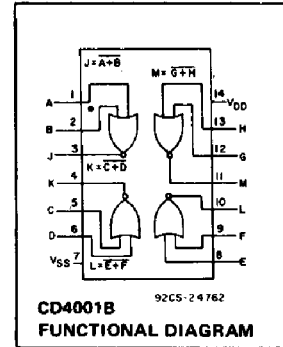 J=A̅+̅B̅
M=G̅+̅H̅
A 1
14 VDD
B 2
13 H
J 3
12 G
K=C̅+̅D̅
K 4
11 M
C 5
10 L
D 6
9 F
VSS 7
L=E̅+̅F̅
8 E
92CS-24762
CD4001B
FUNCTIONAL DIAGRAM